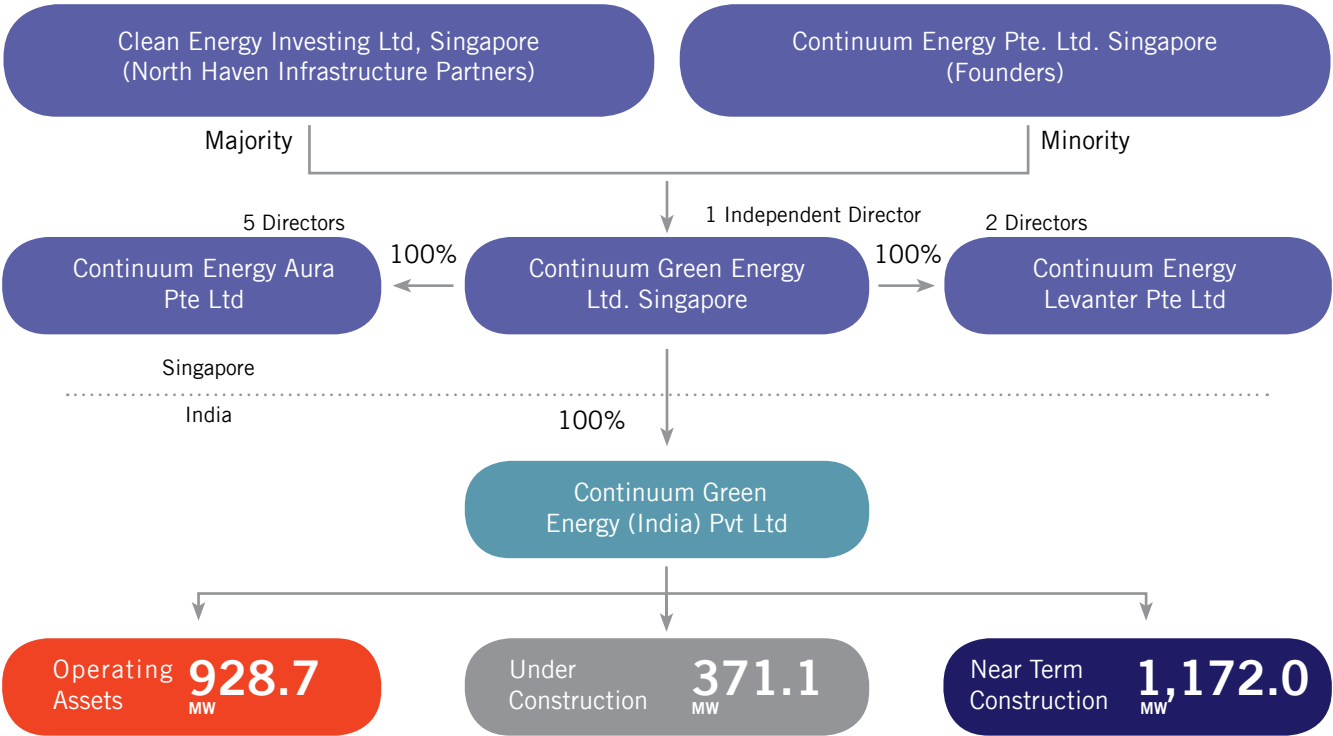 Clean Energy Investing Ltd, Singapore
(North Haven Infrastructure Partners)
Continuum Energy Pte. Ltd. Singapore
(Founders)
Majority
Minority
5 Directors
1 Independent Director
2 Directors
Continuum Energy Aura
Pte Ltd
100%
Continuum Green Energy
Ltd. Singapore
100%
Continuum Energy
Levanter Pte Ltd
Singapore
India
100%
Continuum Green
Energy (India) Pvt Ltd
Operating
Assets
928.7
MW
Under
Construction
371.1
MW
Near Term
Construction
1,172.0
MW